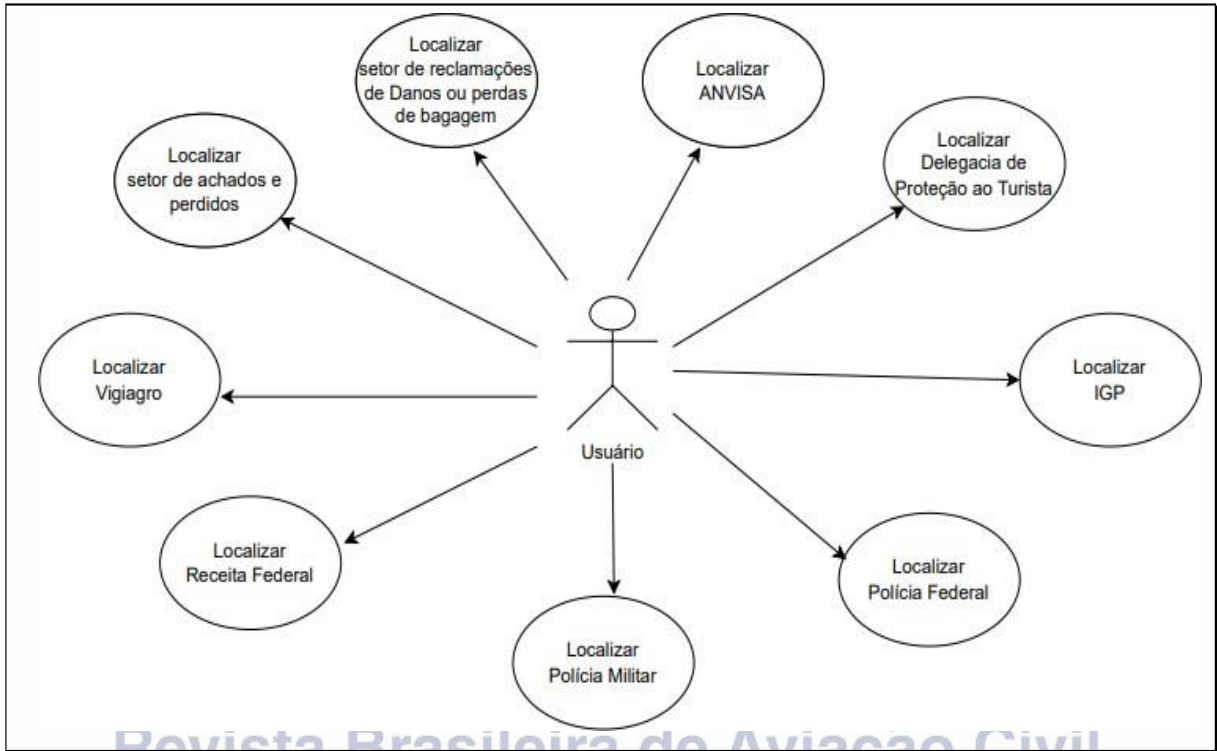 Localizar
setor de reclamações
de Danos ou perdas
de bagagem
Localizar
ANVISA
Localizar
Delegacia de
Proteção ao Turista
Localizar
setor de achados e
perdidos
Localizar
Vigiagro
Localizar
IGP
Usuário
Localizar
Receita Federal
Localizar
Polícia Federal
Localizar
Polícia Militar
Revista Brasileira de Aviação Civil